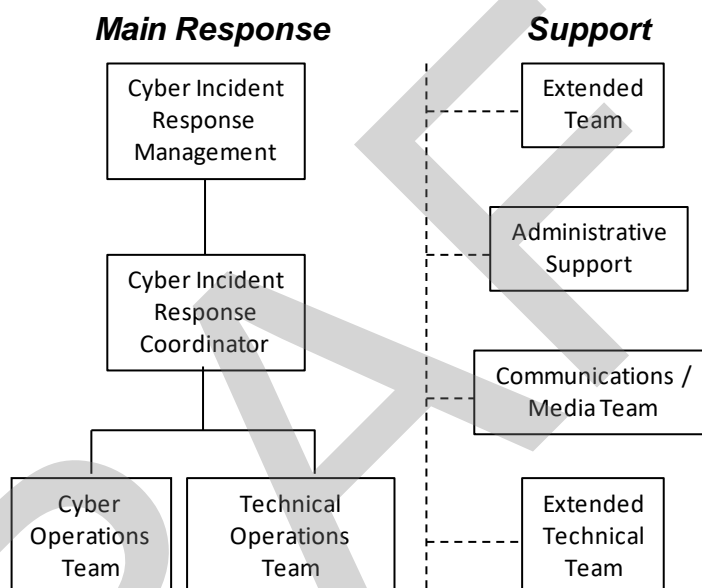 Main Response
Support
Cyber Incident
Response
Management
Extended
Team
Administrative
Support
Cyber Incident
Response
Coordinator
Communications /
Media Team
Cyber
Operations
Team
Technical
Operations
Team
Extended
Technical
Team